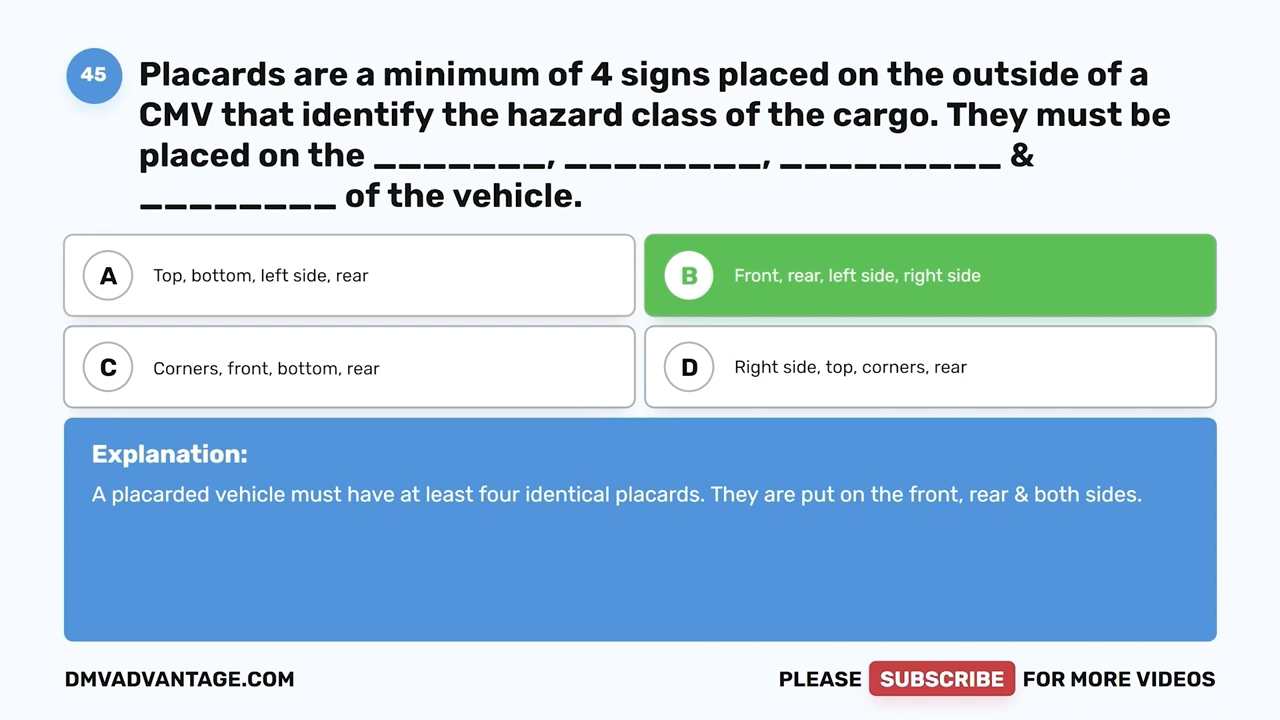 45
Placards are a minimum of 4 signs placed on the outside of a
CMV that identify the hazard class of the cargo. They must be
placed on the _______, ________, _________ &
________ of the vehicle.
A Top, bottom, left side, rear
B Front, rear, left side, right side
C Corners, front, bottom, rear
D Right side, top, corners, rear
Explanation:
A placarded vehicle must have at least four identical placards. They are put on the front, rear & both sides.
DMVADVANTAGE.COM
PLEASE SUBSCRIBE FOR MORE VIDEOS